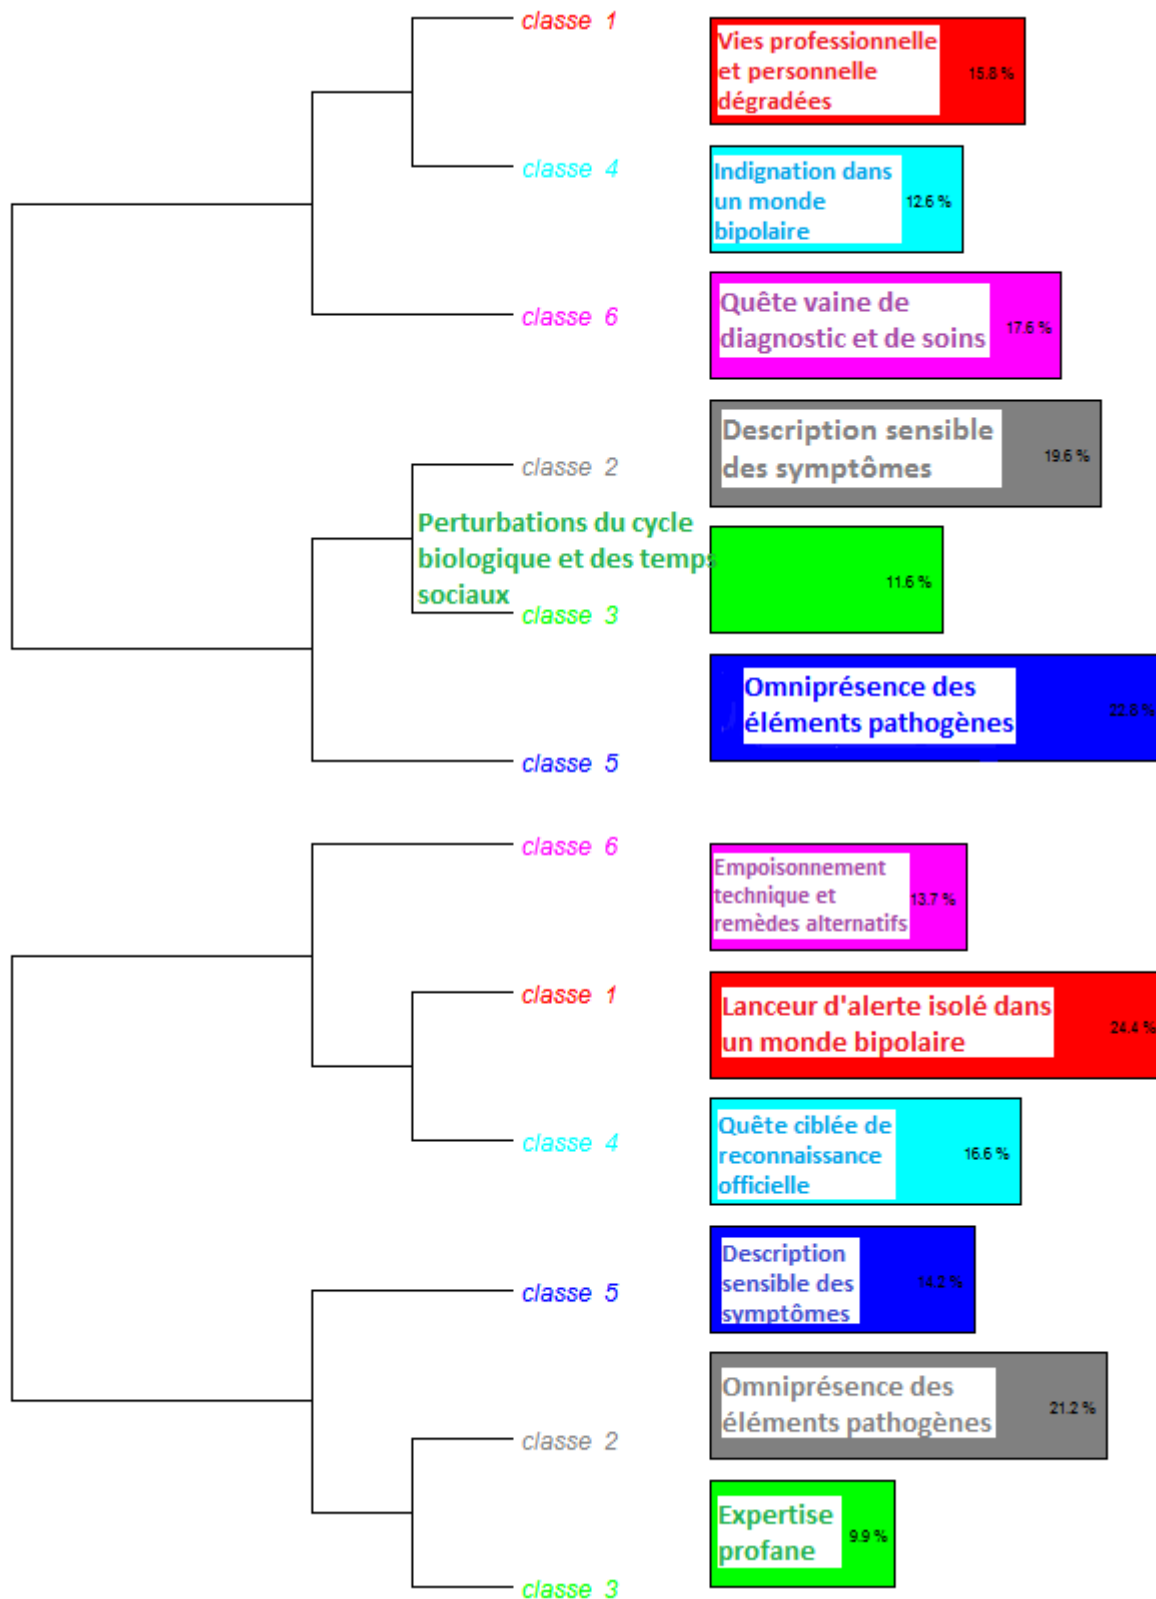 classe 1
Vies professionnelle
et personnelle
dégradées
15.8 %
classe 4
Indignation dans
un monde
bipolaire
12.6 %
classe 6
Quête vaine de
diagnostic et de soins
17.6 %
classe 2
Description sensible
des symptômes
19.6 %
Perturbations du cycle
biologique et des temps
sociaux
classe 3
11.6 %
Omniprésence des
éléments pathogènes
22.8 %
classe 5
classe 6
Empoisonnement
technique et
remèdes alternatifs
13.7 %
classe 1
Lanceur d'alerte isolé dans
un monde bipolaire
24.4 %
classe 4
Quête ciblée de
reconnaissance
officielle
16.6 %
classe 5
Description
sensible des
symptômes
14.2 %
classe 2
Omniprésence des
éléments pathogènes
21.2 %
classe 3
Expertise
profane
9.9 %